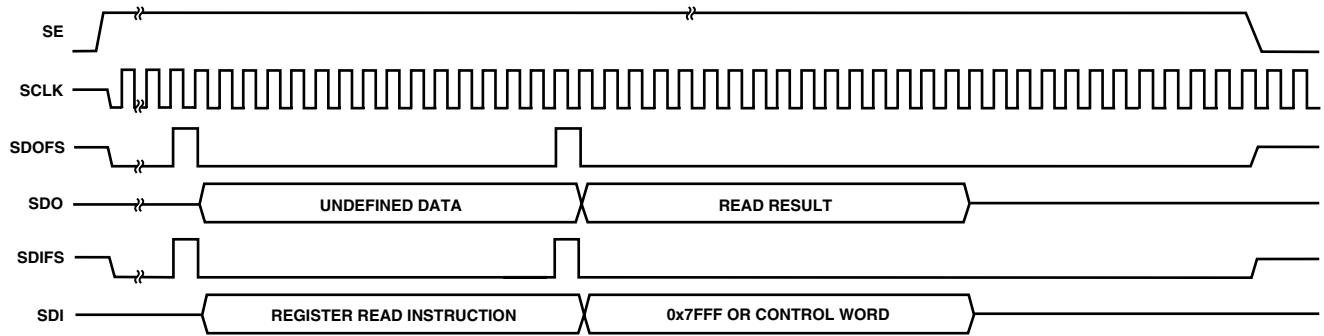 SE
SCLK
SDOFS
SDO
UNDEFINED DATA
READ RESULT
SDIFS
SDI
REGISTER READ INSTRUCTION
0x7FFF OR CONTROL WORD